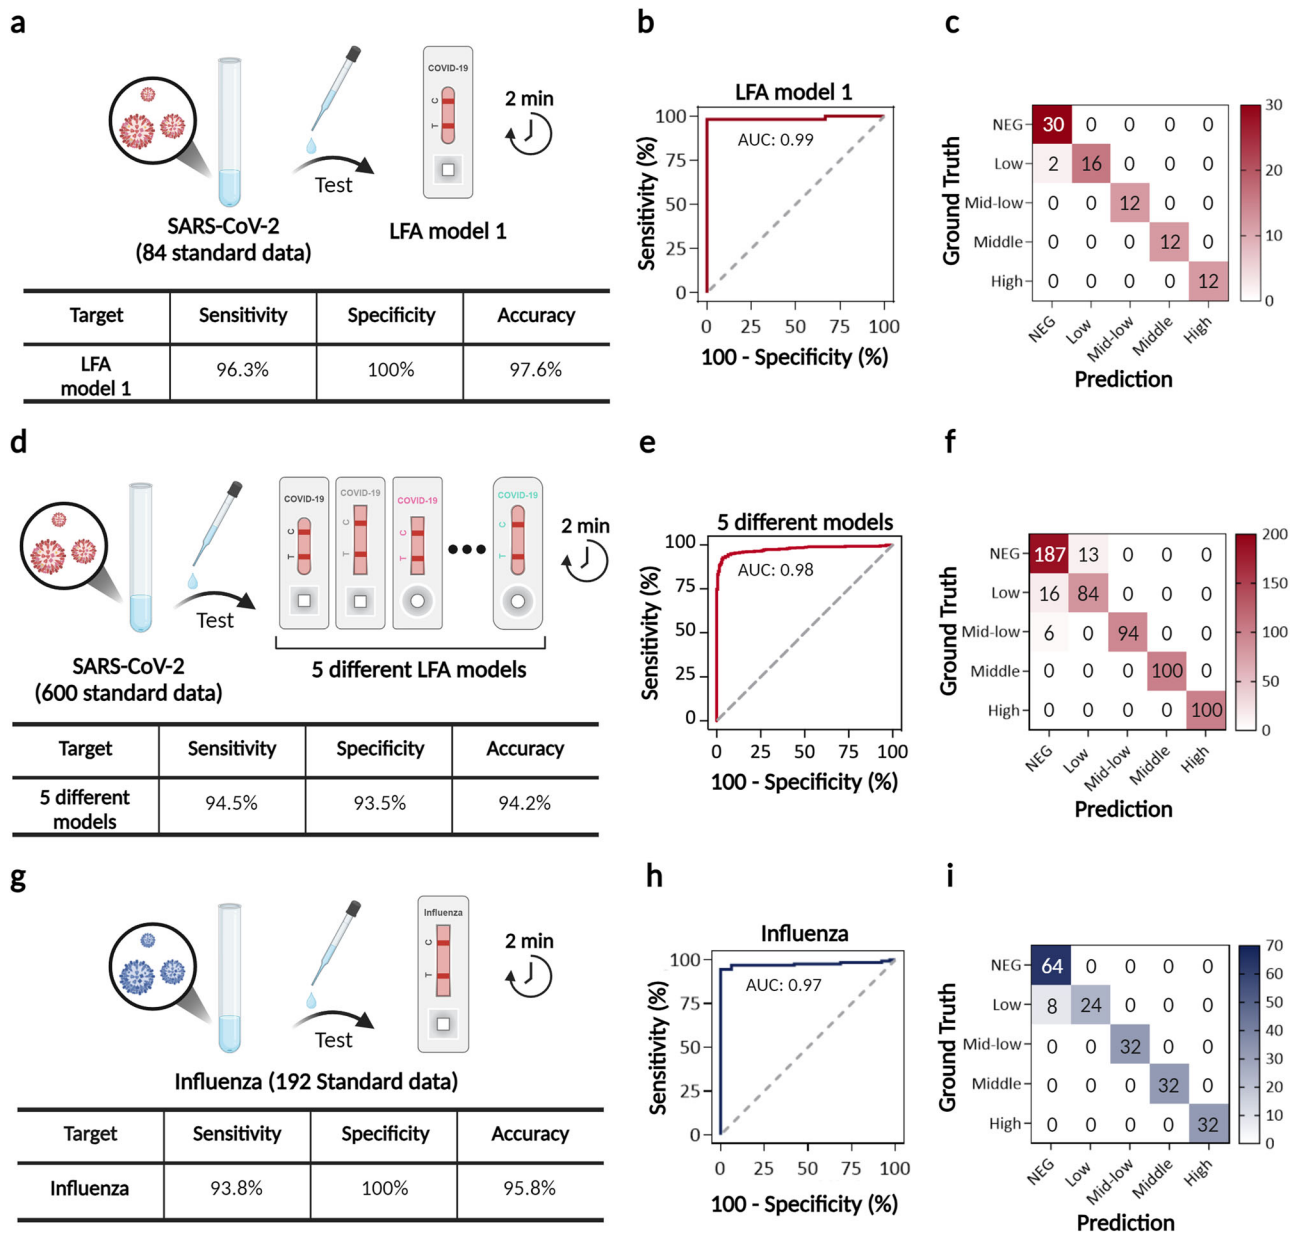 a
COVID-19
C
T
2 min
Test
SARS-CoV-2
(84 standard data)
LFA model 1
Target Sensitivity Specificity Accuracy
LFA
model 1
96.3% 100% 97.6%
b
LFA model 1
AUC: 0.99
Sensitivity (%)
100
75
50
25
0
0 25 50 75 100
100 - Specificity (%)
c
Ground Truth
NEG 30 0 0 0 0
Low 2 16 0 0 0
Mid-low 0 0 12 0 0
Middle 0 0 0 12 0
High 0 0 0 0 12
NEG Low Mid-low Middle High
Prediction
30
20
10
0
d
COVID-19 COVID-19 COVID-19 COVID-19
C C C C
T T T T
2 min
Test
5 different LFA models
SARS-CoV-2
(600 standard data)
Target Sensitivity Specificity Accuracy
5 different
models
94.5% 93.5% 94.2%
e
5 different models
AUC: 0.98
Sensitivity (%)
100
75
50
25
0
0 25 50 75 100
100 - Specificity (%)
f
Ground Truth
NEG 187 13 0 0 0
Low 16 84 0 0 0
Mid-low 6 0 94 0 0
Middle 0 0 0 100 0
High 0 0 0 0 100
NEG Low Mid-low Middle High
Prediction
200
150
100
50
0
g
Influenza
C
T
2 min
Test
Influenza (192 Standard data)
Target Sensitivity Specificity Accuracy
Influenza 93.8% 100% 95.8%
h
Influenza
AUC: 0.97
Sensitivity (%)
100
75
50
25
0
0 25 50 75 100
100 - Specificity (%)
i
Ground Truth
NEG 64 0 0 0 0
Low 8 24 0 0 0
Mid-low 0 0 32 0 0
Middle 0 0 0 32 0
High 0 0 0 0 32
NEG Low Mid-low Middle High
Prediction
70
60
50
40
30
20
10
0